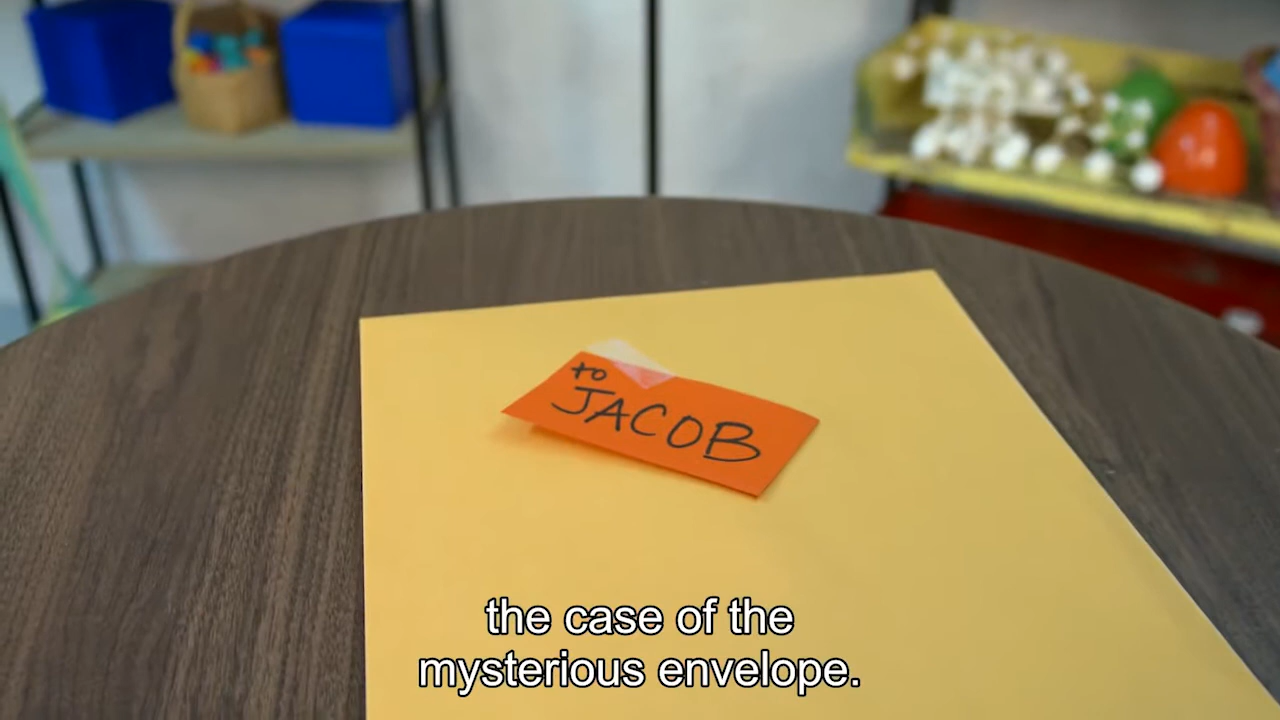 to
JACOB
the case of the
mysterious envelope.